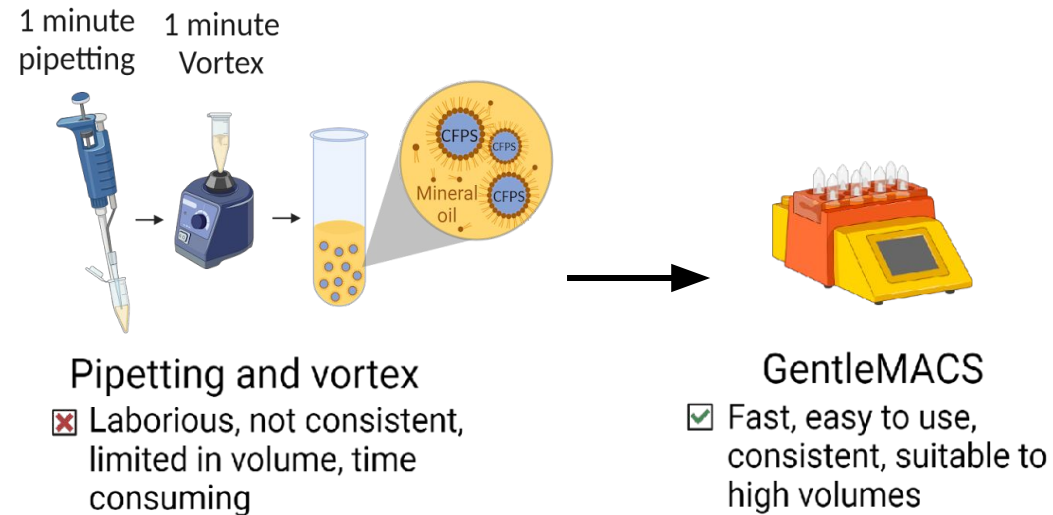 1 minute
pipetting
1 minute
Vortex
CFPS
CFPS
CFPS
Mineral
oil
Pipetting and vortex
Laborious, not consistent,
limited in volume, time
consuming
GentleMACS
Fast, easy to use,
consistent, suitable to
high volumes